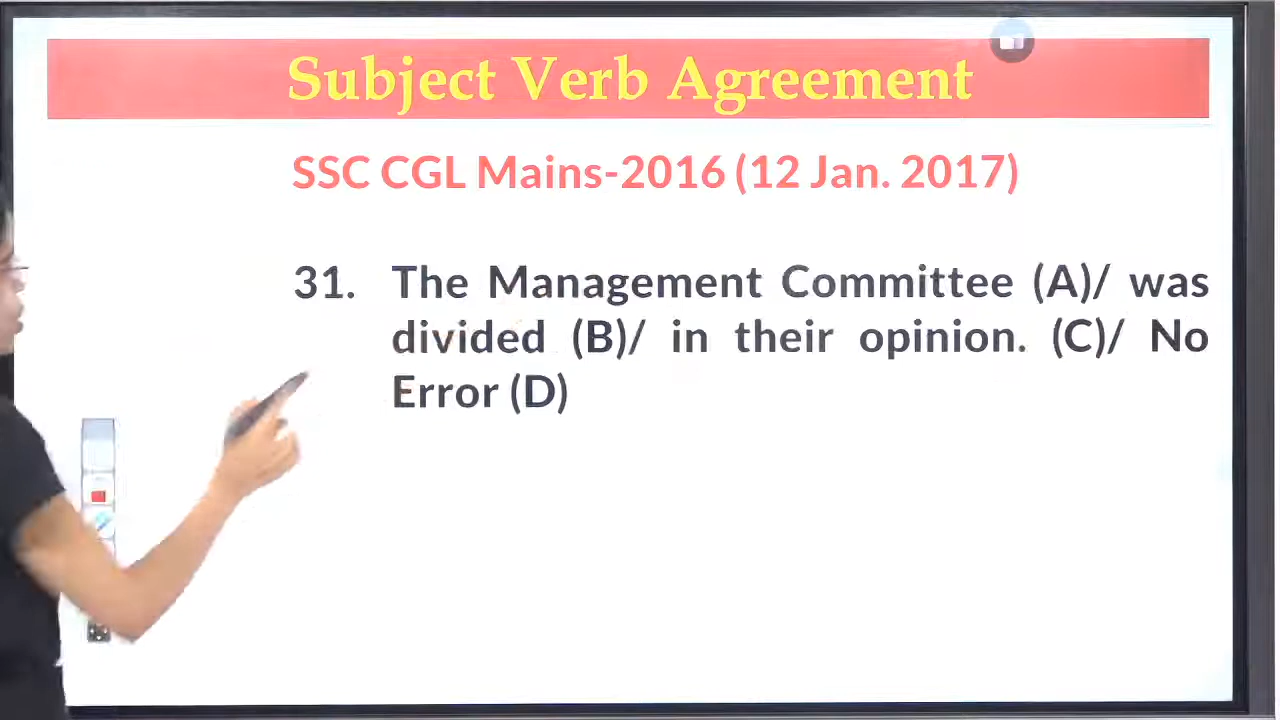 Subject Verb Agreement
SSC CGL Mains-2016 (12 Jan. 2017)
31. The Management Committee (A)/ was
divided (B)/ in their opinion. (C)/ No
Error (D)